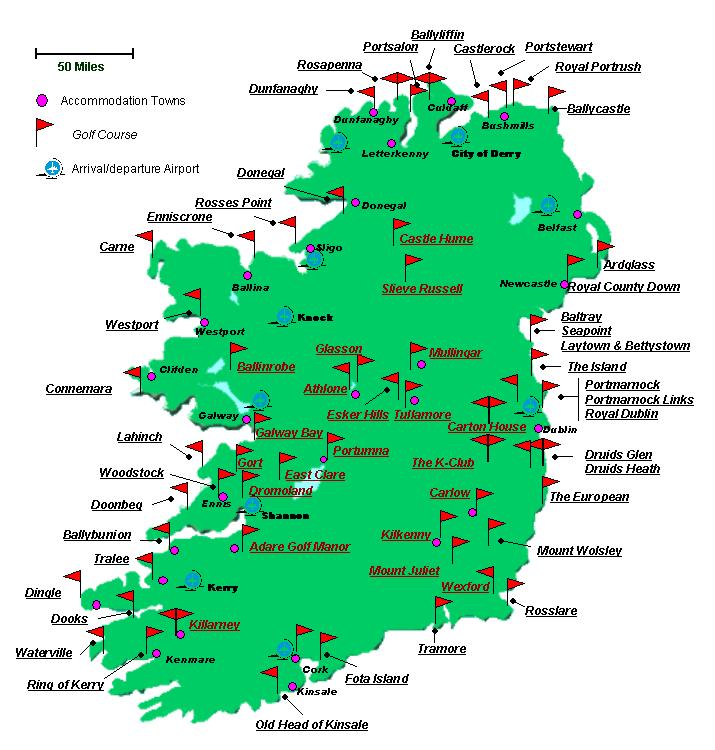 Ballyliffin
Portsalon
Castlerock
Portstewart
Rosapenna
Royal Portrush
50 Miles
Dunfanaghy
Accommodation Towns
Culdaff
Ballycastle
Dunfanaghy
Bushmills
Golf Course
Letterkenny
City of Derry
Arrival/departure Airport
Donegal
Rosses Point
Donegal
Enniscrone
Belfast
Castle Hume
Carne
Sligo
Ardglass
Slieve Russell
Newcastle
Royal County Down
Ballina
Knock
Baltray
Westport
Westport
Seapoint
Laytown & Bettystown
Glasson
Mullingar
Clifden
Ballinrobe
The Island
Connemara
Athlone
Portmarnock
Esker Hills
Tullamore
Portmarnock Links
Galway
Royal Dublin
Galway Bay
Carton House
Dublin
Lahinch
Portumna
Gort
The K-Club
Druids Glen
Druids Heath
Woodstock
East Clare
Dromoland
Carlow
The European
Doonbeg
Ennis
Shannon
Ballybunion
Kilkenny
Adare Golf Manor
Mount Wolsley
Tralee
Mount Juliet
Kerry
Wexford
Dingle
Rosslare
Dooks
Killarney
Waterville
Tramore
Kenmare
Cork
Ring of Kerry
Fota Island
Kinsale
Old Head of Kinsale